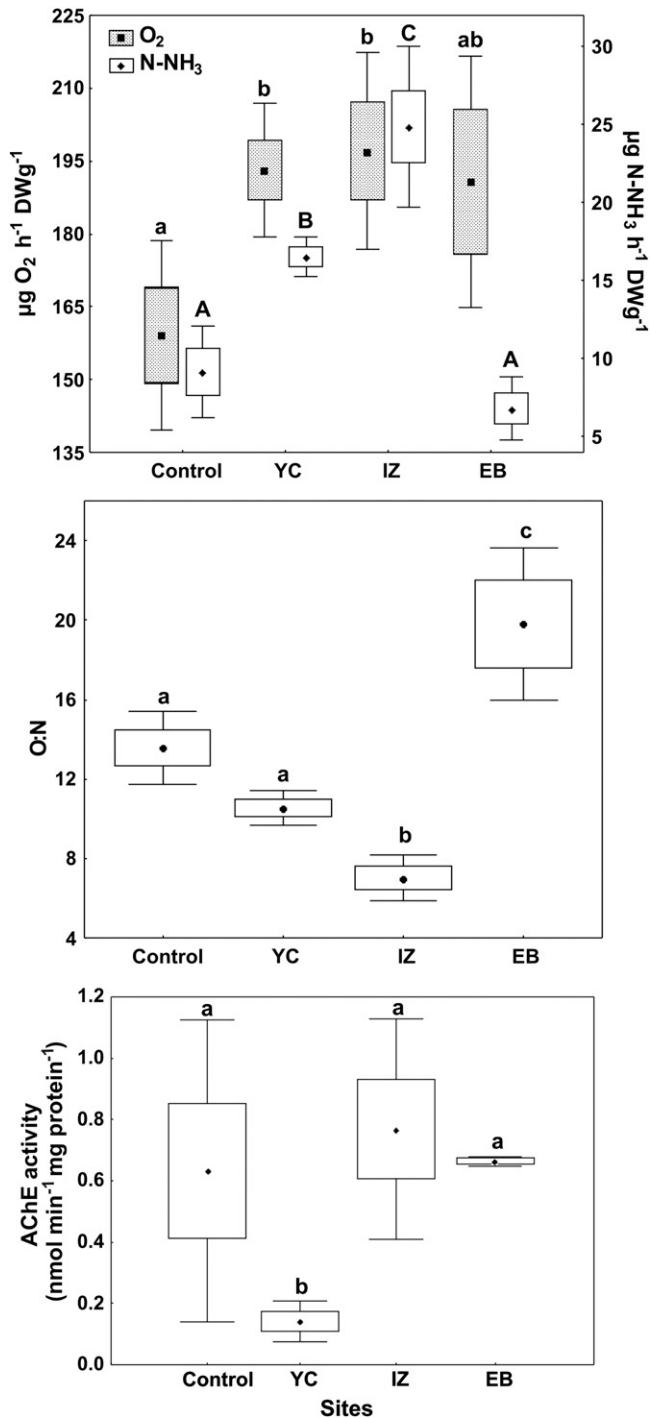 225
210
195
180
165
150
135
µg O₂ h⁻¹ DWg⁻¹
O₂
N-NH₃
a
A
b
B
b
C
ab
A
30
25
20
15
10
5
µg N-NH₃ h⁻¹ DWg⁻¹
Control YC IZ EB
24
20
16
12
8
4
O:N
a
a
b
c
Control YC IZ EB
1.2
1.0
0.8
0.6
0.4
0.2
0.0
AChE activity
(nmol min⁻¹ mg protein⁻¹)
a
b
a
a
Control YC IZ EB
Sites